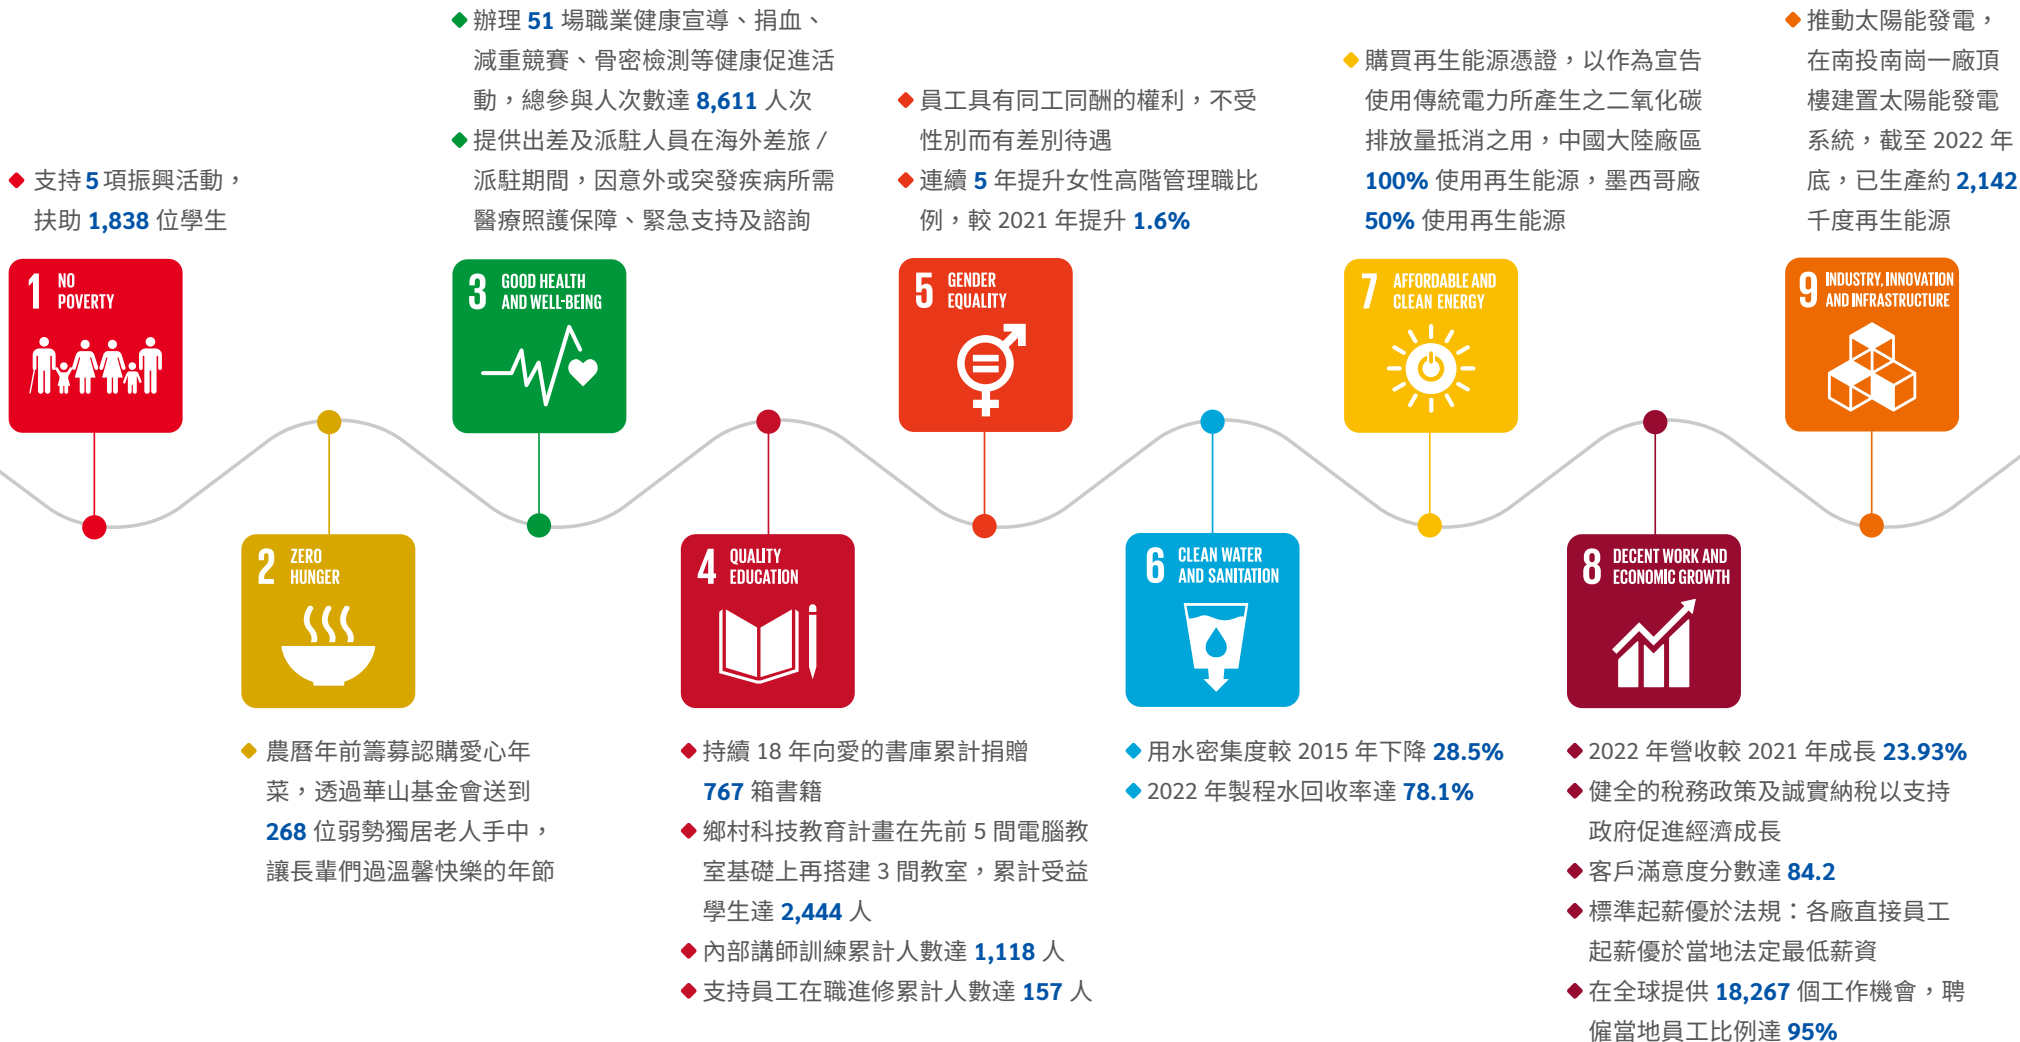 支持 5 項振興活動，
扶助 1,838 位學生
1 NO
POVERTY
2 ZERO
HUNGER
農曆年前籌募認購愛心年
菜，透過華山基金會送到
268 位弱勢獨居老人手中，
讓長輩們過溫馨快樂的年節
辦理 51 場職業健康宣導、捐血、
減重競賽、骨密檢測等健康促進活
動，總參與人次數達 8,611 人次
提供出差及派駐人員在海外差旅 /
派駐期間，因意外或突發疾病所需
醫療照護保障、緊急支持及諮詢
3 GOOD HEALTH
AND WELL-BEING
4 QUALITY
EDUCATION
持續 18 年向愛的書庫累計捐贈
767 箱書籍
鄉村科技教育計畫在先前 5 間電腦教
室基礎上再搭建 3 間教室，累計受益
學生達 2,444 人
內部講師訓練累計人數達 1,118 人
支持員工在職進修累計人數達 157 人
員工具有同工同酬的權利，不受
性別而有差別待遇
連續 5 年提升女性高階管理職比
例，較 2021 年提升 1.6%
5 GENDER
EQUALITY
6 CLEAN WATER
AND SANITATION
用水密集度較 2015 年下降 28.5%
2022 年製程水回收率達 78.1%
購買再生能源憑證，以作為宣告
使用傳統電力所產生之二氧化碳
排放量抵消之用，中國大陸廠區
100% 使用再生能源，墨西哥廠
50% 使用再生能源
7 AFFORDABLE AND
CLEAN ENERGY
8 DECENT WORK AND
ECONOMIC GROWTH
2022 年營收較 2021 年成長 23.93%
健全的稅務政策及誠實納稅以支持
政府促進經濟成長
客戶滿意度分數達 84.2
標準起薪優於法規：各廠直接員工
起薪優於當地法定最低薪資
在全球提供 18,267 個工作機會，聘
僱當地員工比例達 95%
推動太陽能發電，
在南投南崗一廠頂
樓建置太陽能發電
系統，截至 2022 年
底，已生產約 2,142
千度再生能源
9 INDUSTRY, INNOVATION
AND INFRASTRUCTURE